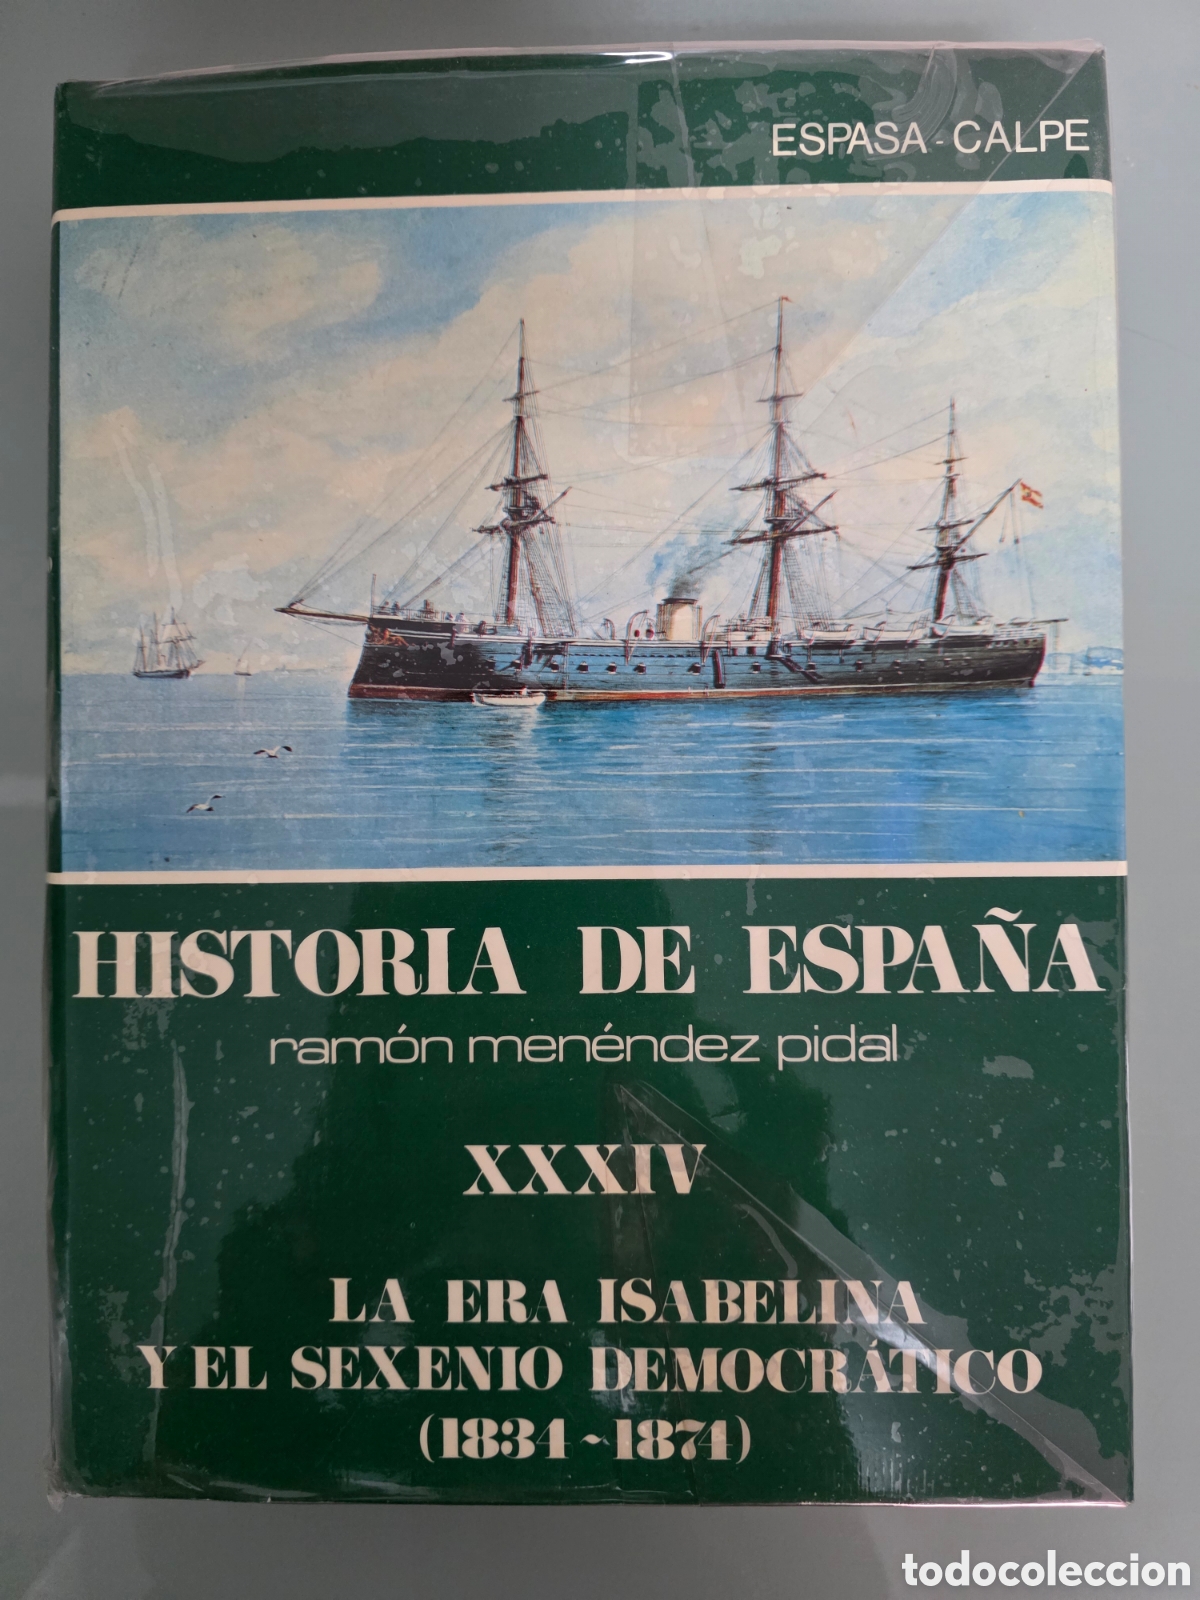 ESPASA-CALPE
HISTORIA DE ESPAÑA
ramón menéndez pidal
XXXIV
LA ERA ISABELINA
Y EL SEXENIO DEMOCRÁTICO
(1834~1874)
todocoleccion